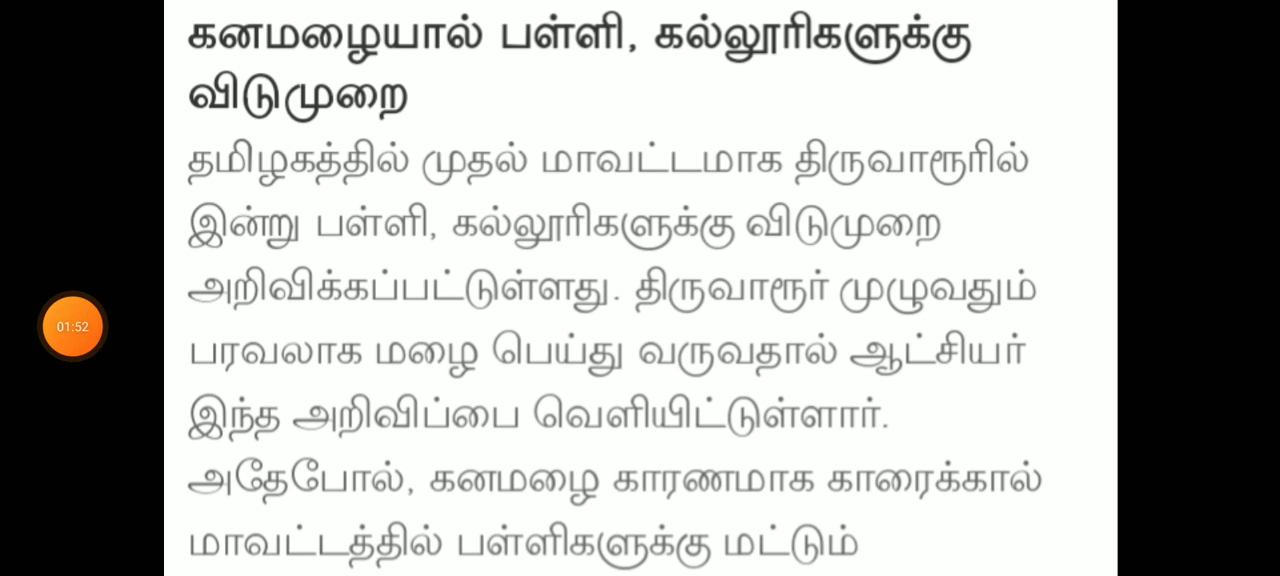 கனமழையால் பள்ளி, கல்லூரிகளுக்கு
விடுமுறை
தமிழகத்தில் முதல் மாவட்டமாக திருவாரூரில்
இன்று பள்ளி, கல்லூரிகளுக்கு விடுமுறை
அறிவிக்கப்பட்டுள்ளது. திருவாரூர் முழுவதும்
பரவலாக மழை பெய்து வருவதால் ஆட்சியர்
இந்த அறிவிப்பை வெளியிட்டுள்ளார்.
அதேபோல், கனமழை காரணமாக காரைக்கால்
மாவட்டத்தில் பள்ளிகளுக்கு மட்டும்
01:52